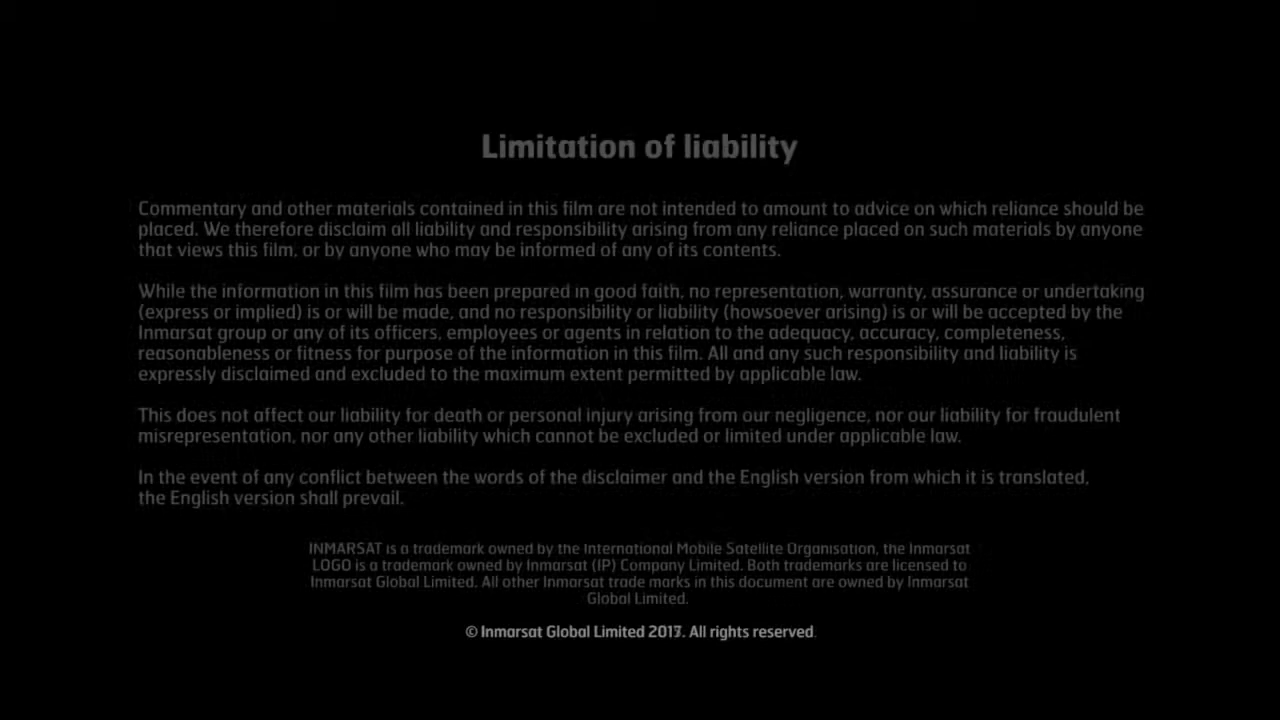 Limitation of liability
Commentary and other materials contained in this film are not intended to amount to advice on which reliance should be
placed. We therefore disclaim all liability and responsibility arising from any reliance placed on such materials by anyone
that views this film, or by anyone who may be informed of any of its contents.
While the information in this film has been prepared in good faith, no representation, warranty, assurance or undertaking
(express or implied) is or will be made, and no responsibility or liability (howsoever arising) is or will be accepted by the
Inmarsat group or any of its officers, employees or agents in relation to the adequacy, accuracy, completeness,
reasonableness or fitness for purpose of the information in this film. All and any such responsibility and liability is
expressly disclaimed and excluded to the maximum extent permitted by applicable law.
This does not affect our liability for death or personal injury arising from our negligence, nor our liability for fraudulent
misrepresentation, nor any other liability which cannot be excluded or limited under applicable law.
In the event of any conflict between the words of the disclaimer and the English version from which it is translated,
the English version shall prevail.
INMARSAT is a trademark owned by the International Mobile Satellite Organisation, the Inmarsat
LOGO is a trademark owned by Inmarsat (IP) Company Limited. Both trademarks are licensed to
Inmarsat Global Limited. All other Inmarsat trade marks in this document are owned by Inmarsat
Global Limited.
© Inmarsat Global Limited All rights reserved.